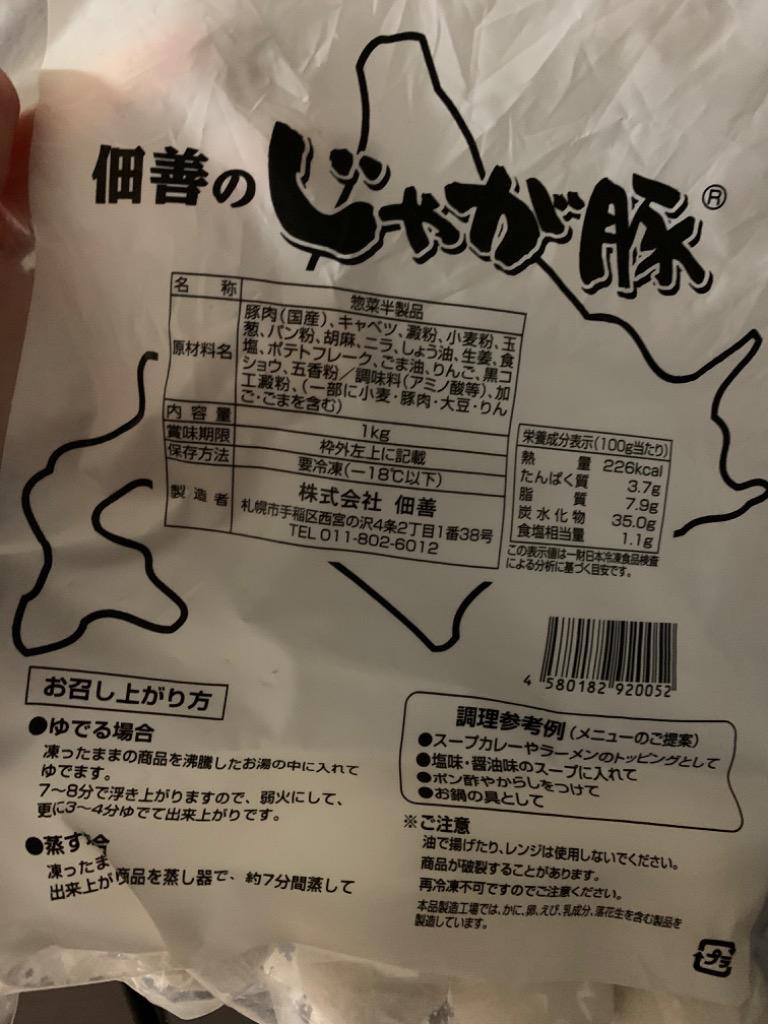 佃善のじゃが豚®
名称 惣菜半製品
原材料名 豚肉(国産)、キャベツ、澱粉、小麦粉、玉
葱、パン粉、胡麻、ニラ、しょう油、生姜、食
塩、ポテトフレーク、ごま油、りんご、黒コ
ショウ、五香粉/調味料(アミノ酸等)、加
工澱粉、(一部に小麦・豚肉・大豆・りん
ご・ごまを含む)
内容量 1kg
賞味期限 枠外左上に記載
保存方法 要冷凍(-18℃以下)
製造者 株式会社 佃善
札幌市手稲区西宮の沢4条2丁目1番38号
TEL 011-802-6012
栄養成分表示(100g当たり)
熱量 226kcal
たんぱく質 3.7g
脂質 7.9g
炭水化物 35.0g
食塩相当量 1.1g
この表示値は一財日本冷凍食品検査
による分析に基づく目安です。
4 580182 920052
お召し上がり方
●ゆでる場合
凍ったままの商品を沸騰したお湯の中に入れて
ゆでます。
7~8分で浮き上がりますので、弱火にして、
更に3~4分ゆでて出来上がりです。
●蒸す
凍ったま 商品を蒸し器で、約7分間蒸して
出来上が
調理参考例(メニューのご提案)
●スープカレーやラーメンのトッピングとして
●塩味・醤油味のスープに入れて
●ポン酢やからしをつけて
●お鍋の具として
※ご注意
油で揚げたり、レンジは使用しないでください。
商品が破裂することがあります。
再冷凍不可ですのでご注意ください。
本品製造工場では、かに、卵、えび、乳成分、落花生を含む製品を
製造しています。
プラ